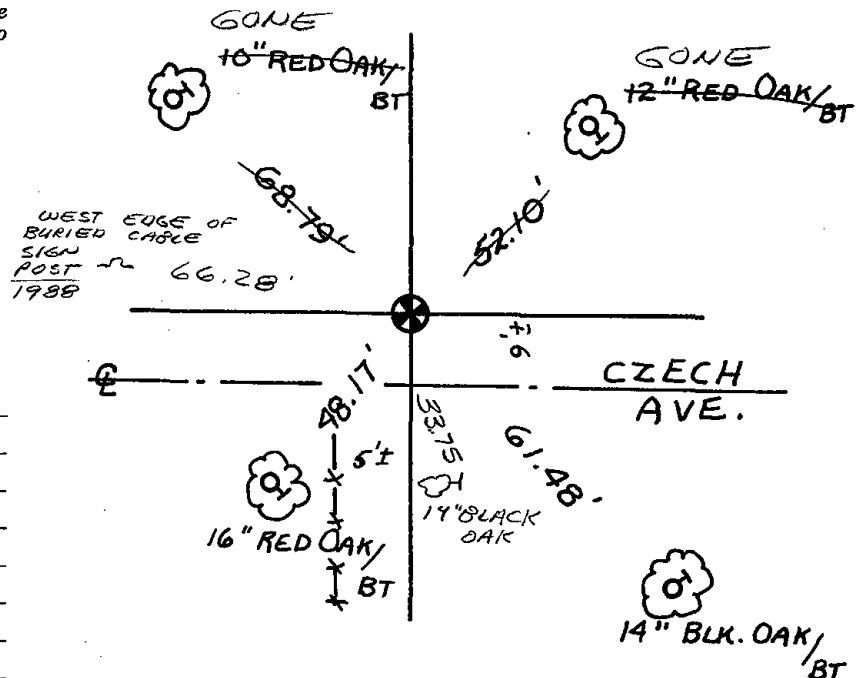 GONE
10" RED OAK/
BT
GONE
12" RED OAK/
BT
68.79'
52.10'
WEST EDGE OF
BURIED CABLE
SIGN
POST
1988
66.28'
9'±
℄
CZECH
AVE.
48.17'
33.75
61.48'
5'±
14" BLACK
OAK
16" RED OAK/
BT
14" BLK. OAK/
BT